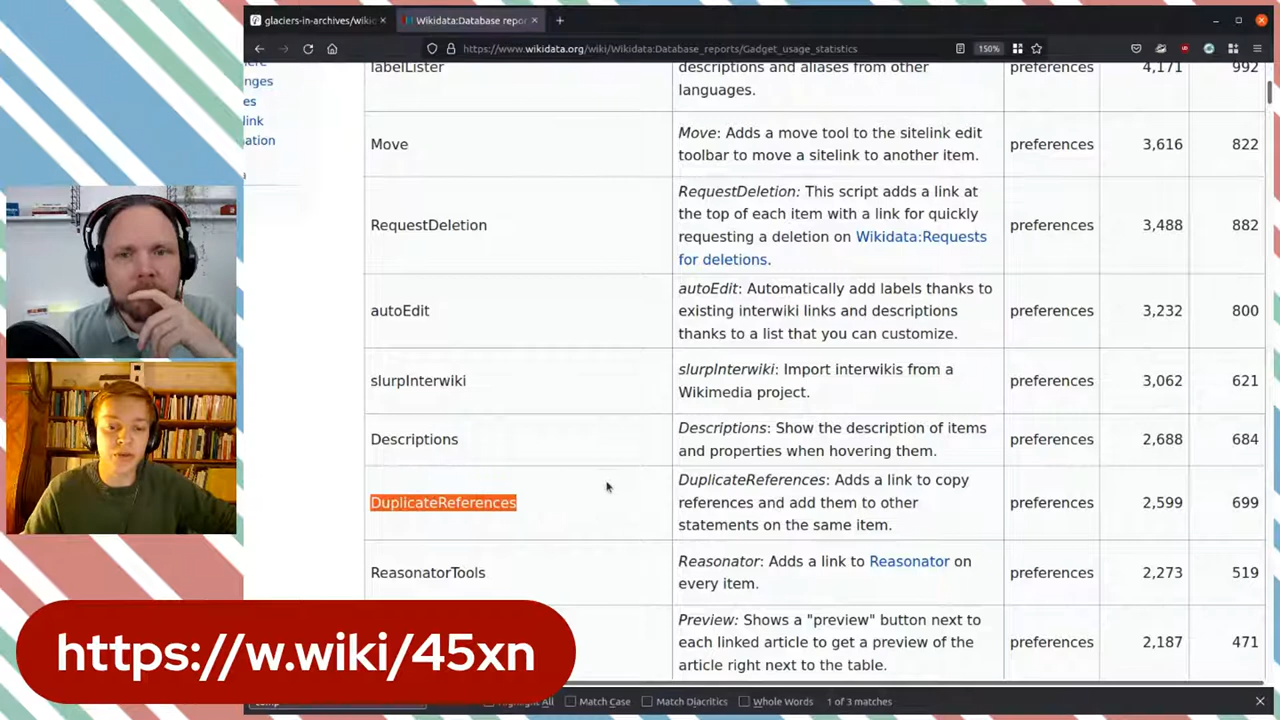 glaciers-in-archives/wiki
Wikidata:Database repor
https://www.wikidata.org/wiki/Wikidata:Database_reports/Gadget_usage_statistics
150%
nges
es
link
ation
labelLister
descriptions and aliases from other
languages.
preferences
4,171
992
Move
Move: Adds a move tool to the sitelink edit
toolbar to move a sitelink to another item.
preferences
3,616
822
RequestDeletion
RequestDeletion: This script adds a link at
the top of each item with a link for quickly
requesting a deletion on Wikidata:Requests
for deletions.
preferences
3,488
882
autoEdit
autoEdit: Automatically add labels thanks to
existing interwiki links and descriptions
thanks to a list that you can customize.
preferences
3,232
800
slurpInterwiki
slurpInterwiki: Import interwikis from a
Wikimedia project.
preferences
3,062
621
Descriptions
Descriptions: Show the description of items
and properties when hovering them.
preferences
2,688
684
DuplicateReferences
DuplicateReferences: Adds a link to copy
references and add them to other
statements on the same item.
preferences
2,599
699
ReasonatorTools
Reasonator: Adds a link to Reasonator on
every item.
preferences
2,273
519
Preview: Shows a "preview" button next to
each linked article to get a preview of the
article right next to the table.
preferences
2,187
471
https://w.wiki/45xn
Match Case
Match Diacritics
Whole Words
1 of 3 matches